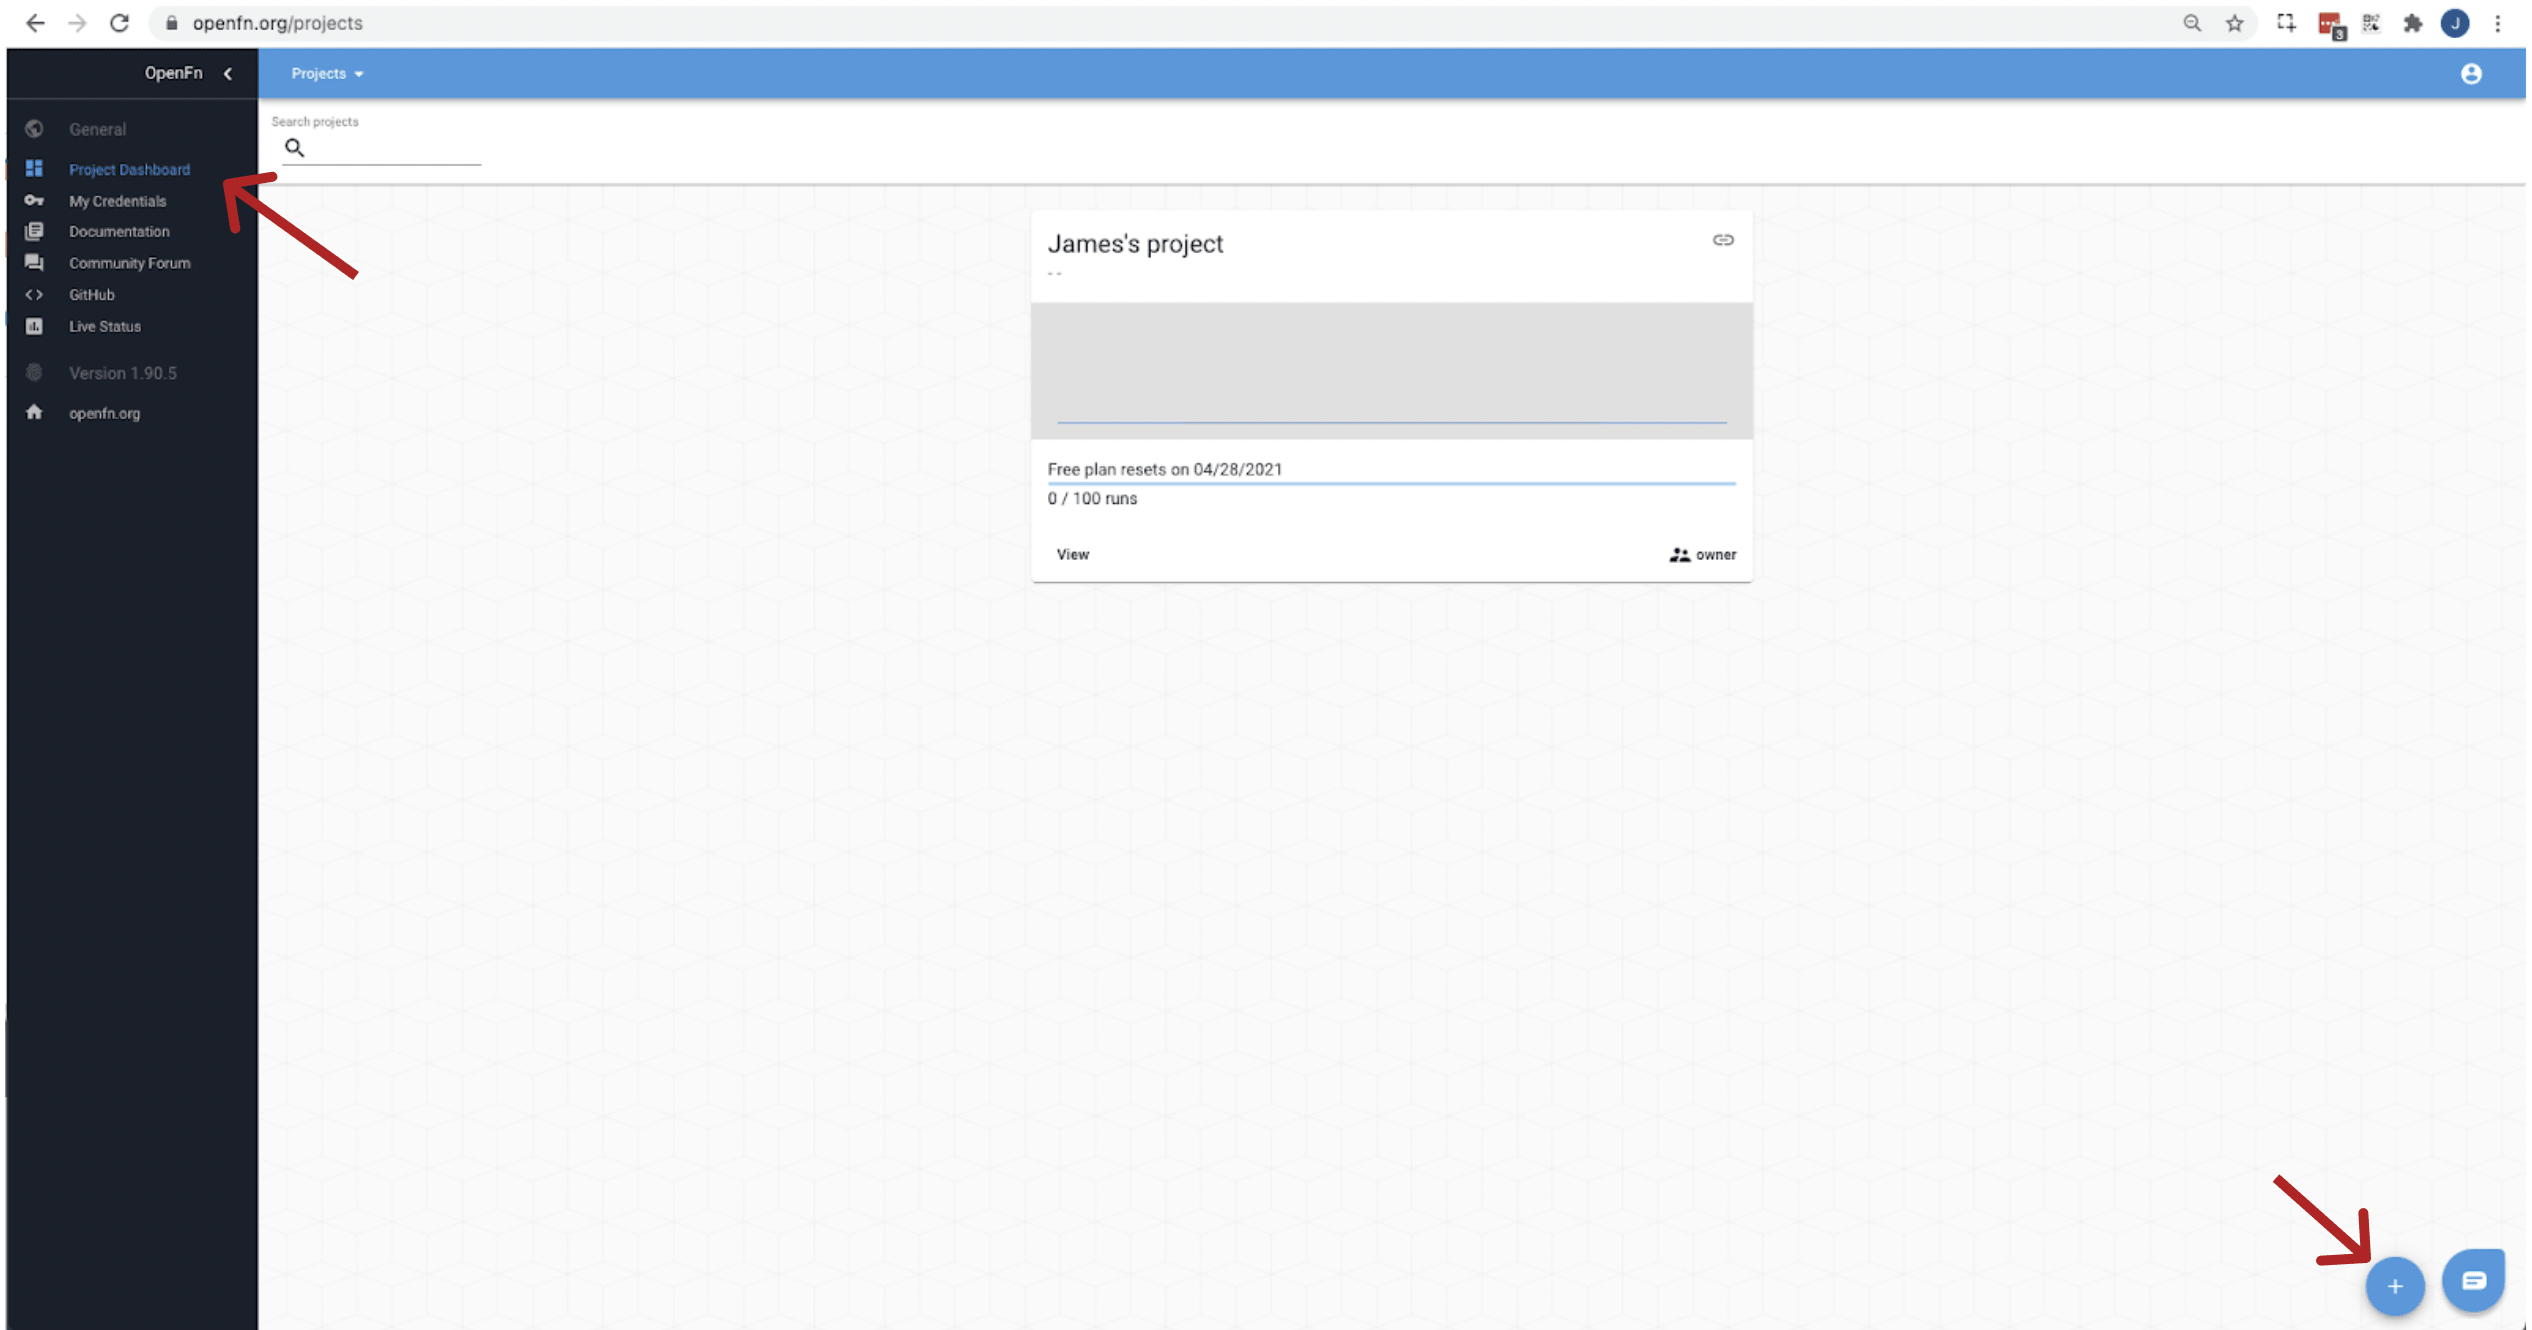 openfn.org/projects
3
J
OpenFn
Projects
General
Search projects
Project Dashboard
My Credentials
Documentation
Community Forum
GitHub
Live Status
Version 1.90.5
openfn.org
James's project
--
Free plan resets on 04/28/2021
0 / 100 runs
View
owner